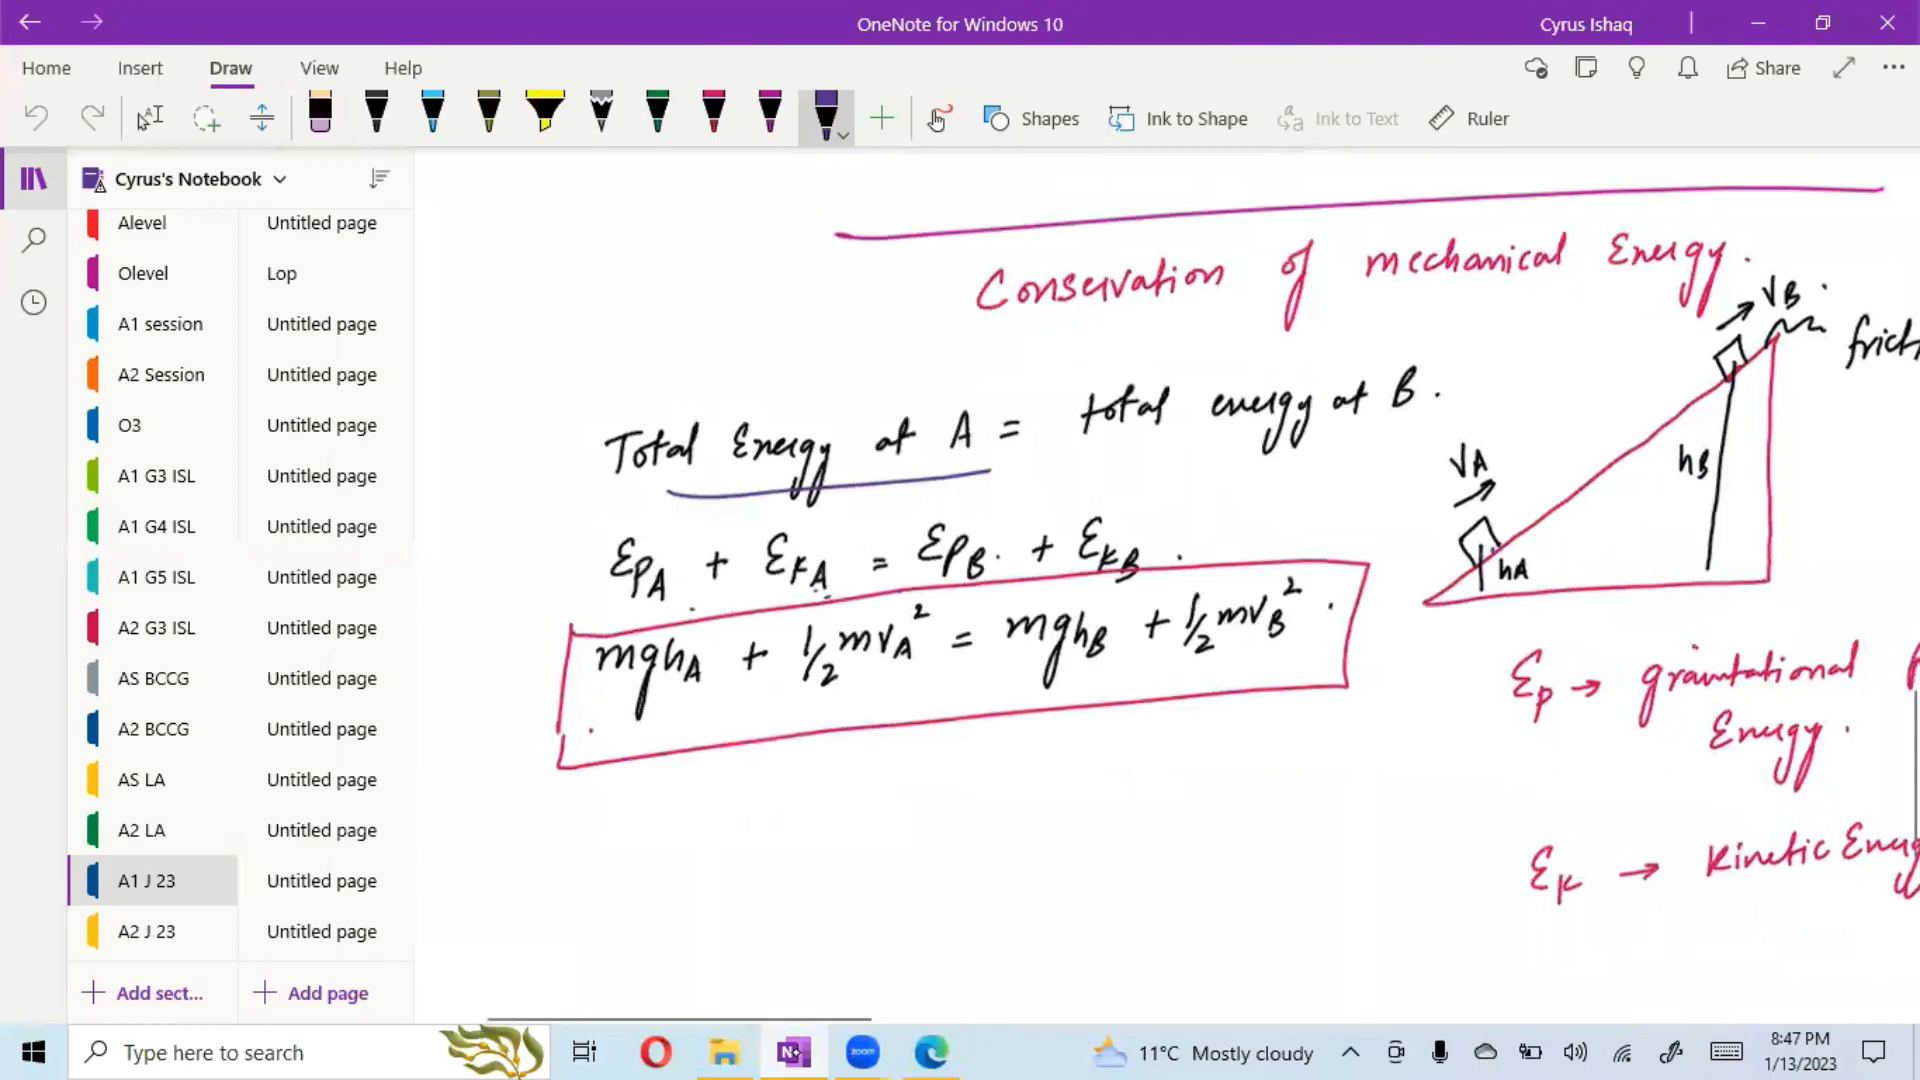 OneNote for Windows 10
Cyrus Ishaq
Home Insert Draw View Help
Share
Shapes Ink to Shape Ink to Text Ruler
Cyrus's Notebook
Alevel Untitled page
Olevel Lop
A1 session Untitled page
A2 Session Untitled page
O3 Untitled page
A1 G3 ISL Untitled page
A1 G4 ISL Untitled page
A1 G5 ISL Untitled page
A2 G3 ISL Untitled page
AS BCCG Untitled page
A2 BCCG Untitled page
AS LA Untitled page
A2 LA Untitled page
A1 J 23 Untitled page
A2 J 23 Untitled page
Add sect... Add page
Conservation of mechanical Energy.
VB.
frict
Total Energy at A = total energy at B.
VA
hB
hA
EPA + EKA = EPB. + EKB.
mghA + 1/2 mVA² = mghB + 1/2 mVB².
Ep → gravitational
Energy.
Ek → Kinetic Energ
Type here to search
11°C Mostly cloudy
8:47 PM
1/13/2023
zoom